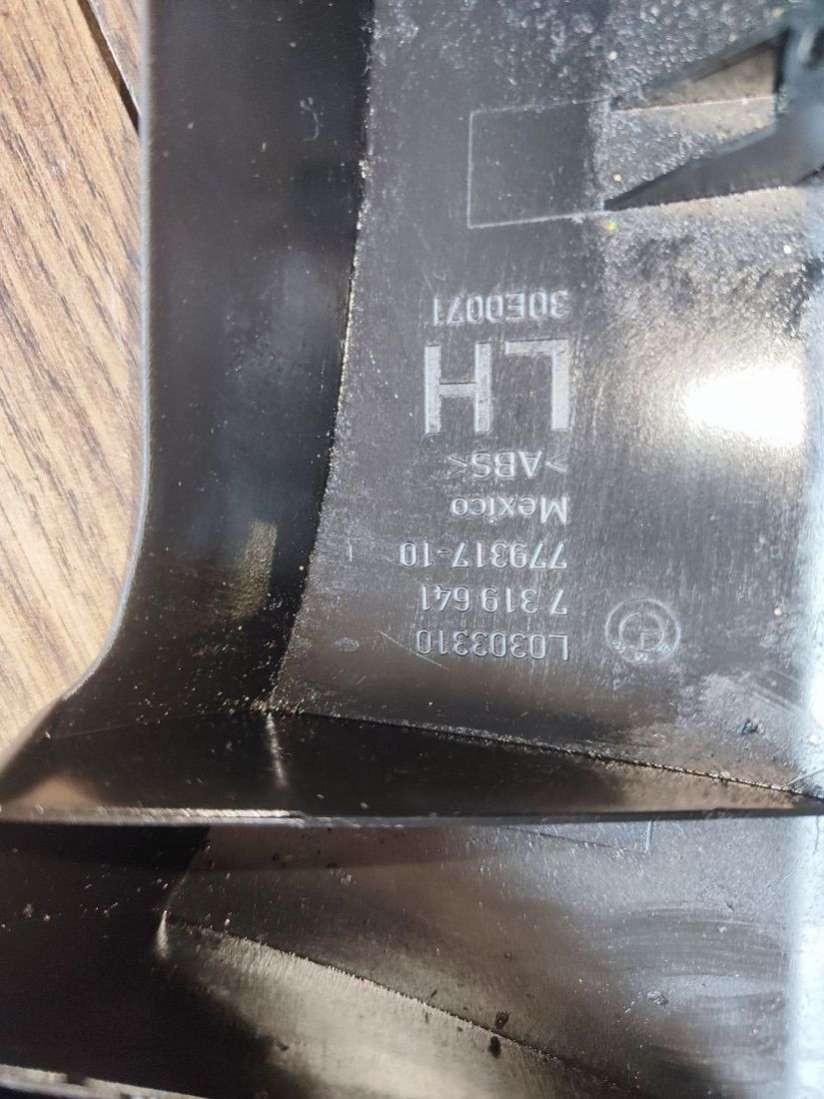 L0303310
7 319 641
779317-10
Mexico
>ABS<
LH
30E0071